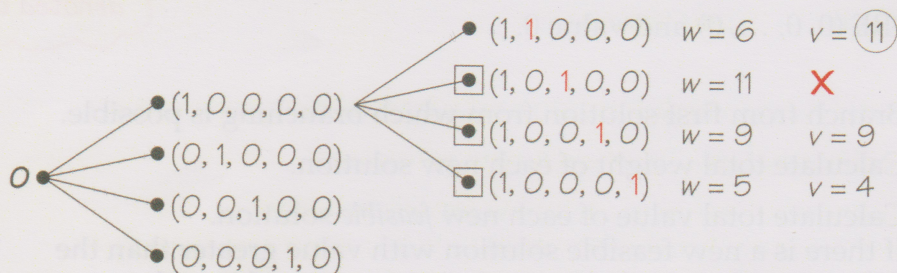 (1, 1, 0, 0, 0) w = 6 v = 11
(1, 0, 1, 0, 0) w = 11 X
(1, 0, 0, 0, 0)
(1, 0, 0, 1, 0) w = 9 v = 9
(0, 1, 0, 0, 0)
0
(1, 0, 0, 0, 1) w = 5 v = 4
(0, 0, 1, 0, 0)
(0, 0, 0, 1, 0)